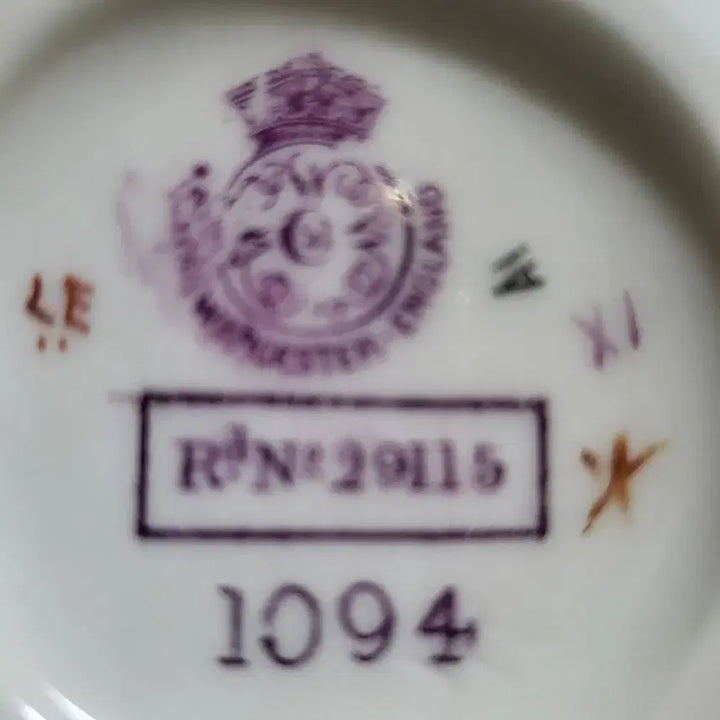 WORCESTER ENGLAND
LE
XI
RᵈNº 29115
1094